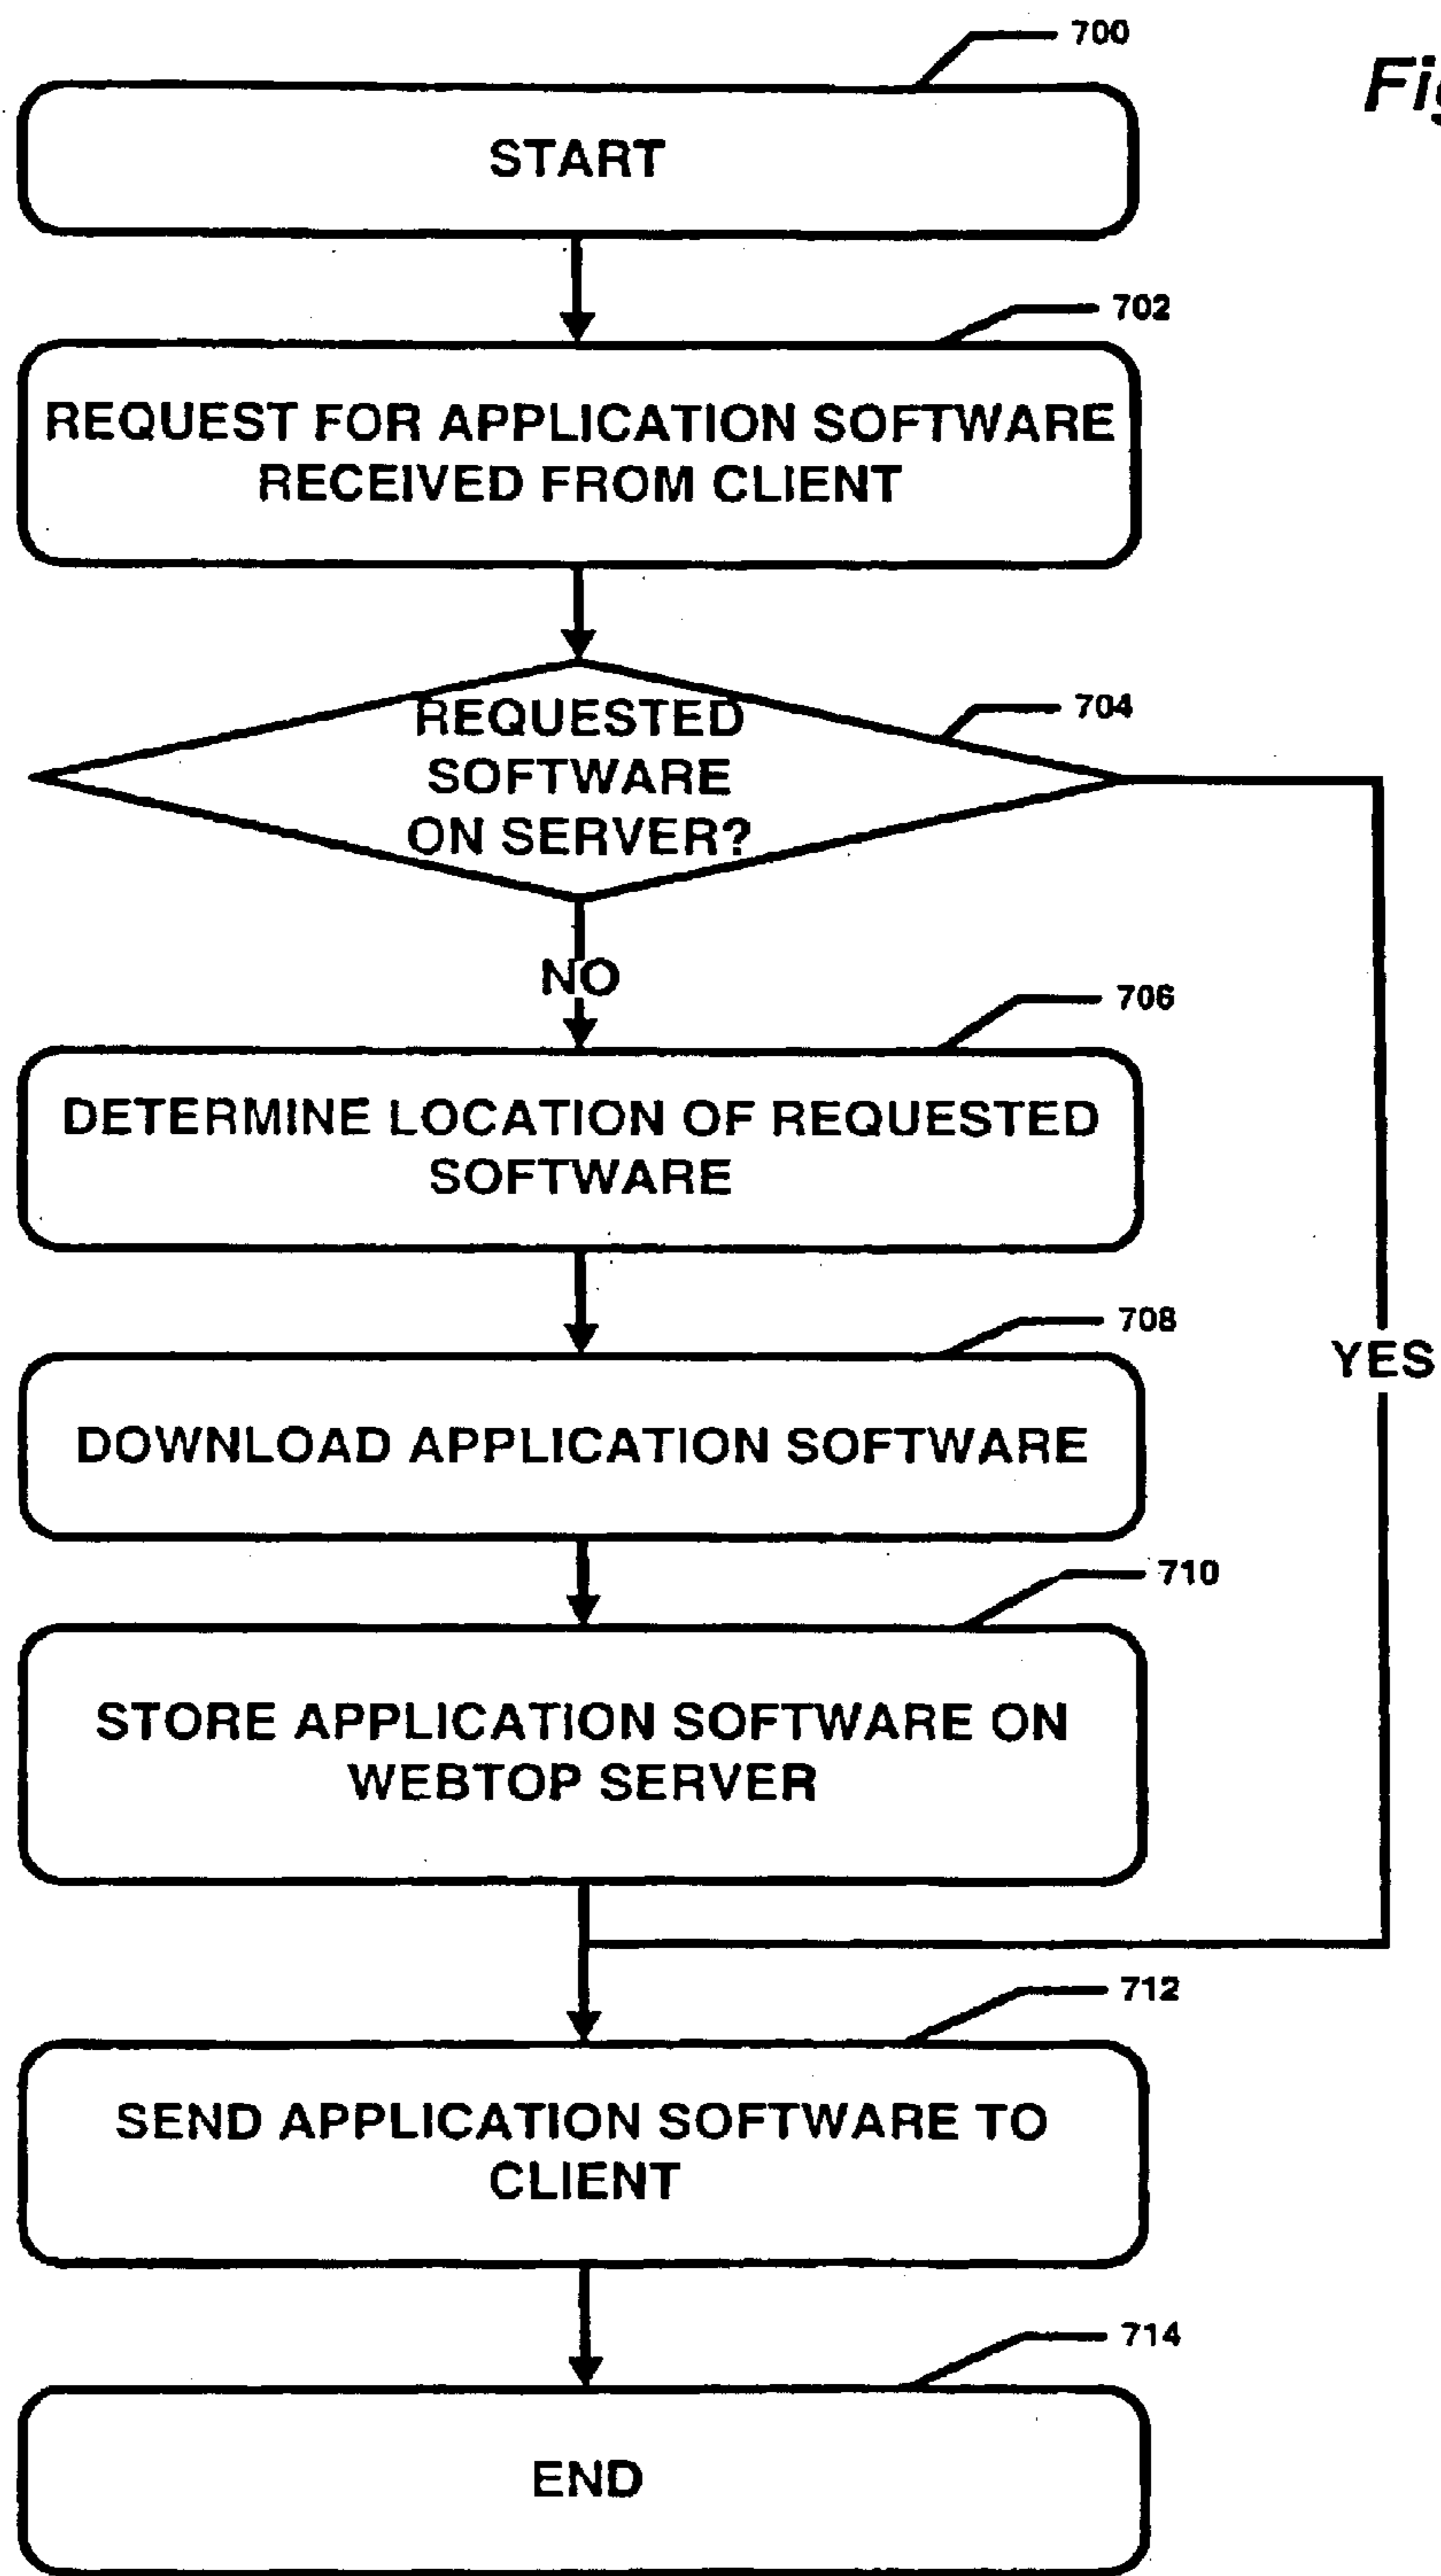 700
Fig
START
702
REQUEST FOR APPLICATION SOFTWARE
RECEIVED FROM CLIENT
704
REQUESTED
SOFTWARE
ON SERVER?
NO
706
DETERMINE LOCATION OF REQUESTED
SOFTWARE
708
DOWNLOAD APPLICATION SOFTWARE
YES
710
STORE APPLICATION SOFTWARE ON
WEBTOP SERVER
712
SEND APPLICATION SOFTWARE TO
CLIENT
714
END